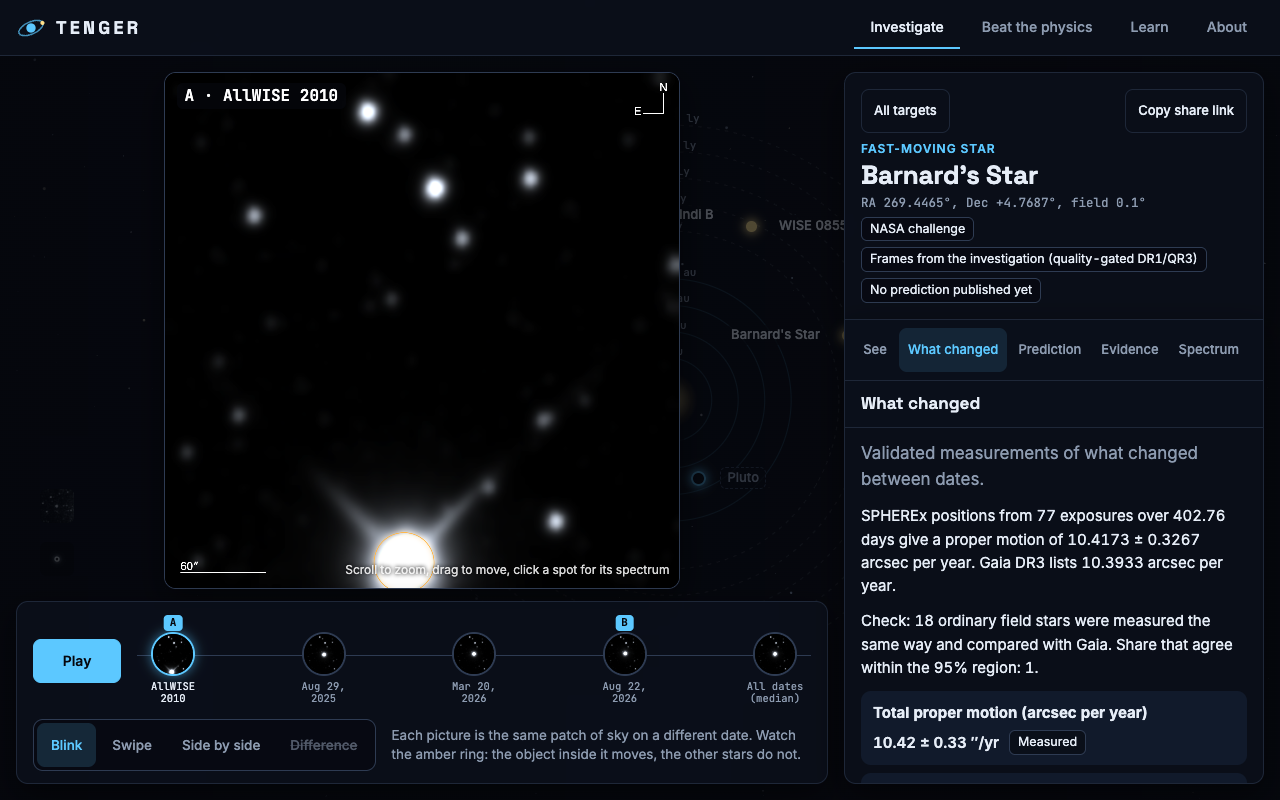 TENGER
Investigate
Beat the physics
Learn
About
A · AllWISE 2010
N
E
60″
Scroll to zoom, drag to move, click a spot for its spectrum
ly
ly
ly
Indi B
WISE 0855
au
au
Barnard's Star
Pluto
All targets
Copy share link
FAST-MOVING STAR
Barnard's Star
RA 269.4465°, Dec +4.7687°, field 0.1°
NASA challenge
Frames from the investigation (quality-gated DR1/QR3)
No prediction published yet
See
What changed
Prediction
Evidence
Spectrum
What changed
Validated measurements of what changed
between dates.
SPHEREx positions from 77 exposures over 402.76
days give a proper motion of 10.4173 ± 0.3267
arcsec per year. Gaia DR3 lists 10.3933 arcsec per
year.
Check: 18 ordinary field stars were measured the
same way and compared with Gaia. Share that agree
within the 95% region: 1.
Total proper motion (arcsec per year)
10.42 ± 0.33 ″/yr
Measured
Play
A
AllWISE
2010
Aug 29,
2025
Mar 20,
2026
B
Aug 22,
2026
All dates
(median)
Blink
Swipe
Side by side
Difference
Each picture is the same patch of sky on a different date. Watch
the amber ring: the object inside it moves, the other stars do not.